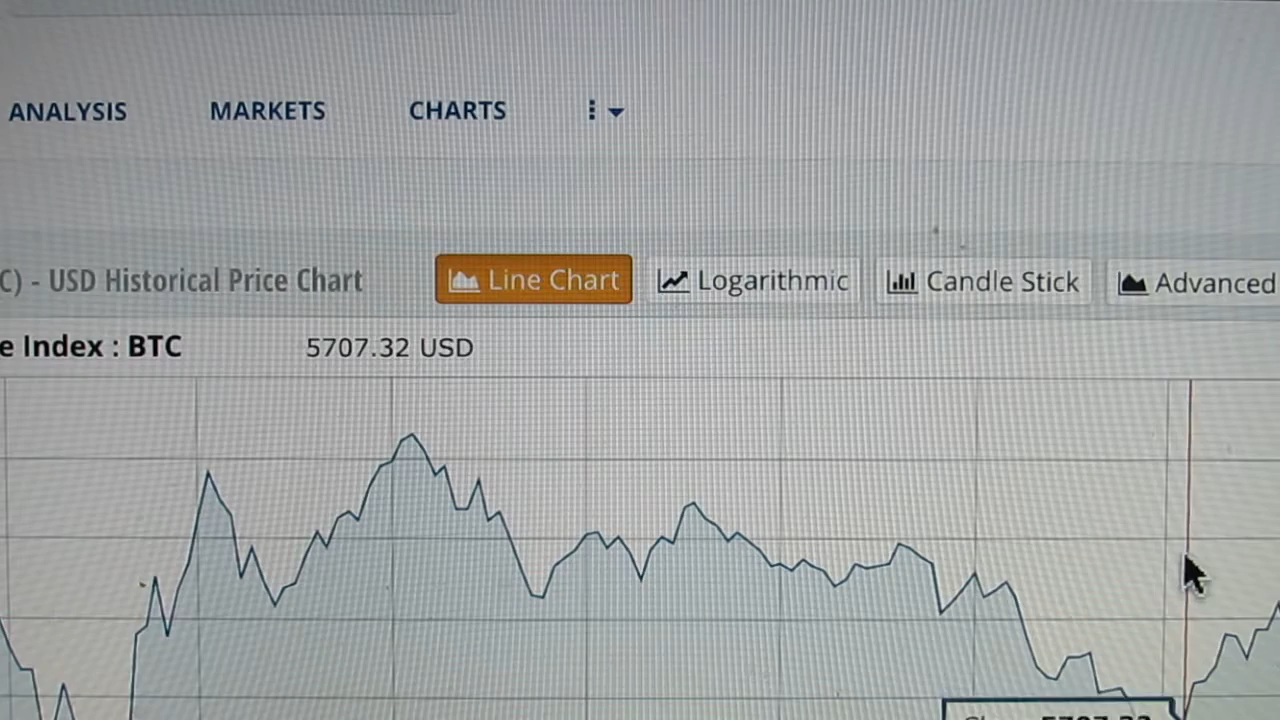 ANALYSIS MARKETS CHARTS
C) - USD Historical Price Chart Line Chart Logarithmic Candle Stick Advanced
e Index : BTC 5707.32 USD